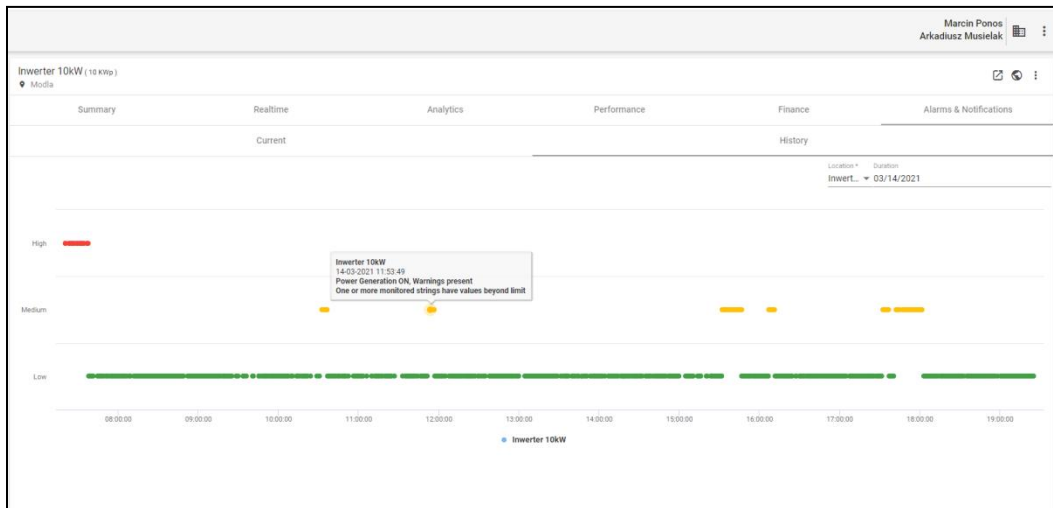 Marcin Ponos
Arkadiusz Musielak
Inwerter 10kW ( 10 KWp )
Modla
Summary Realtime Analytics Performance Finance Alarms & Notifications
Current History
Location * Duration
Inwert... 03/14/2021
High
Inwerter 10kW
14-03-2021 11:53:49
Power Generation ON, Warnings present
One or more monitored strings have values beyond limit
Medium
Low
08:00:00 09:00:00 10:00:00 11:00:00 12:00:00 13:00:00 14:00:00 15:00:00 16:00:00 17:00:00 18:00:00 19:00:00
Inwerter 10kW